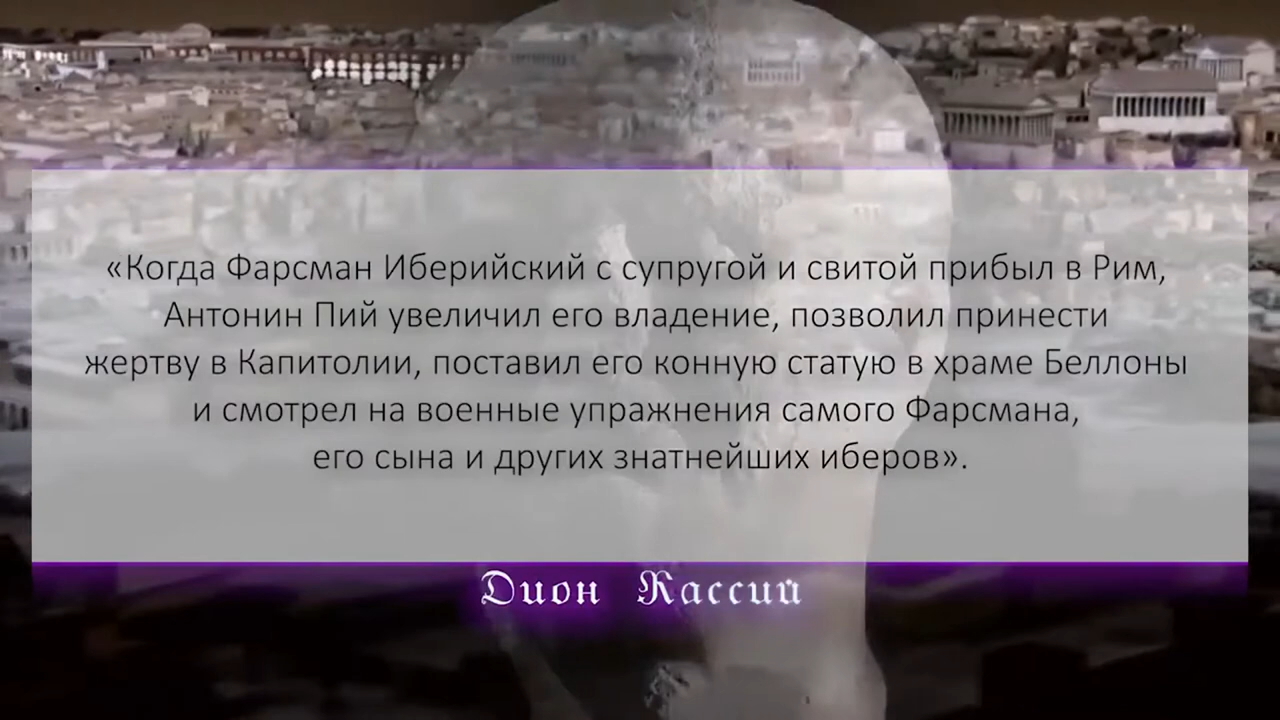 «Когда Фарсман Иберийский с супругой и свитой прибыл в Рим,
Антонин Пий увеличил его владение, позволил принести
жертву в Капитолии, поставил его конную статую в храме Беллоны
и смотрел на военные упражнения самого Фарсмана,
его сына и других знатнейших иберов».
Дион Кассий